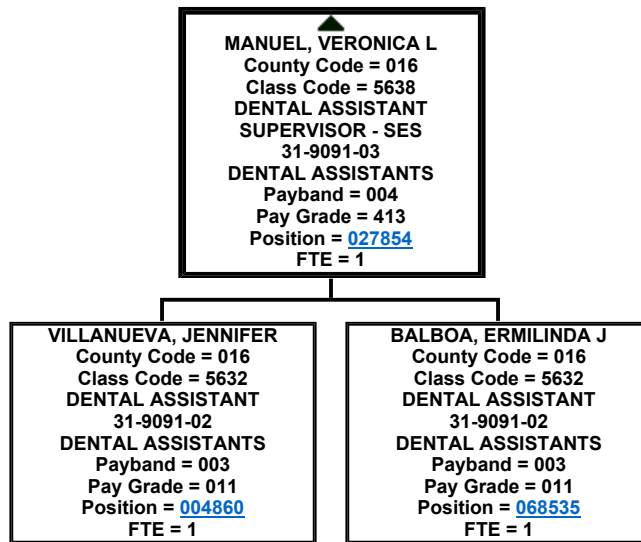 MANUEL, VERONICA L
County Code = 016
Class Code = 5638
DENTAL ASSISTANT
SUPERVISOR - SES
31-9091-03
DENTAL ASSISTANTS
Payband = 004
Pay Grade = 413
Position = 027854
FTE = 1
VILLANUEVA, JENNIFER
County Code = 016
Class Code = 5632
DENTAL ASSISTANT
31-9091-02
DENTAL ASSISTANTS
Payband = 003
Pay Grade = 011
Position = 004860
FTE = 1
BALBOA, ERMILINDA J
County Code = 016
Class Code = 5632
DENTAL ASSISTANT
31-9091-02
DENTAL ASSISTANTS
Payband = 003
Pay Grade = 011
Position = 068535
FTE = 1